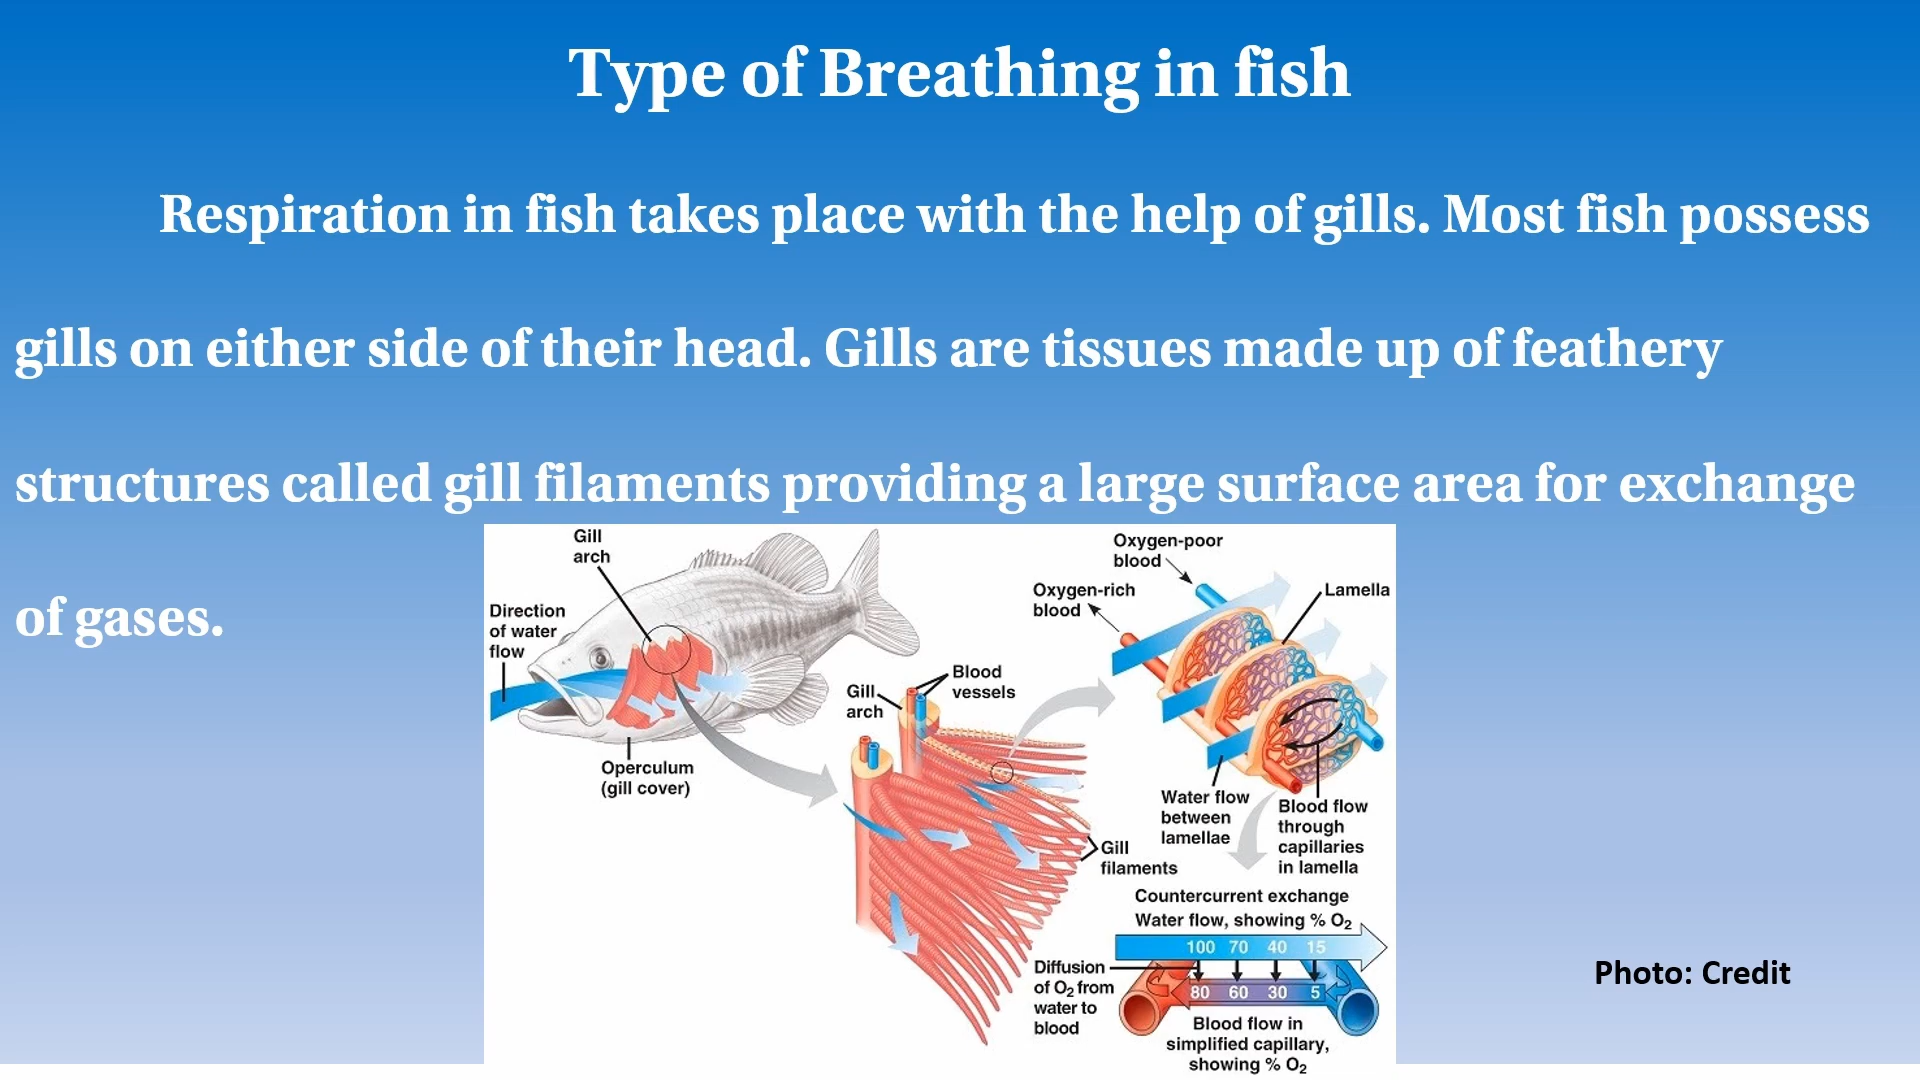 Type of Breathing in fish
Respiration in fish takes place with the help of gills. Most fish possess
gills on either side of their head. Gills are tissues made up of feathery
structures called gill filaments providing a large surface area for exchange
of gases.
Gill
arch
Direction
of water
flow
Operculum
(gill cover)
Gill
arch
Blood
vessels
Gill
filaments
Oxygen-poor
blood
Oxygen-rich
blood
Lamella
Water flow
between
lamellae
Blood flow
through
capillaries
in lamella
Countercurrent exchange
Water flow, showing % O₂
100 70 40 15
Diffusion
of O₂ from
water to
blood
80 60 30 5
Blood flow in
simplified capillary,
showing % O₂
Photo: Credit